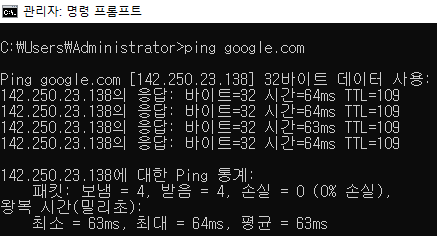 관리자: 명령 프롬프트
C:₩Users₩Administrator>ping google.com
Ping google.com [142.250.23.138] 32바이트 데이터 사용:
142.250.23.138의 응답: 바이트=32 시간=64ms TTL=109
142.250.23.138의 응답: 바이트=32 시간=64ms TTL=109
142.250.23.138의 응답: 바이트=32 시간=63ms TTL=109
142.250.23.138의 응답: 바이트=32 시간=64ms TTL=109
142.250.23.138에 대한 Ping 통계:
패킷: 보냄 = 4, 받음 = 4, 손실 = 0 (0% 손실),
왕복 시간(밀리초):
최소 = 63ms, 최대 = 64ms, 평균 = 63ms